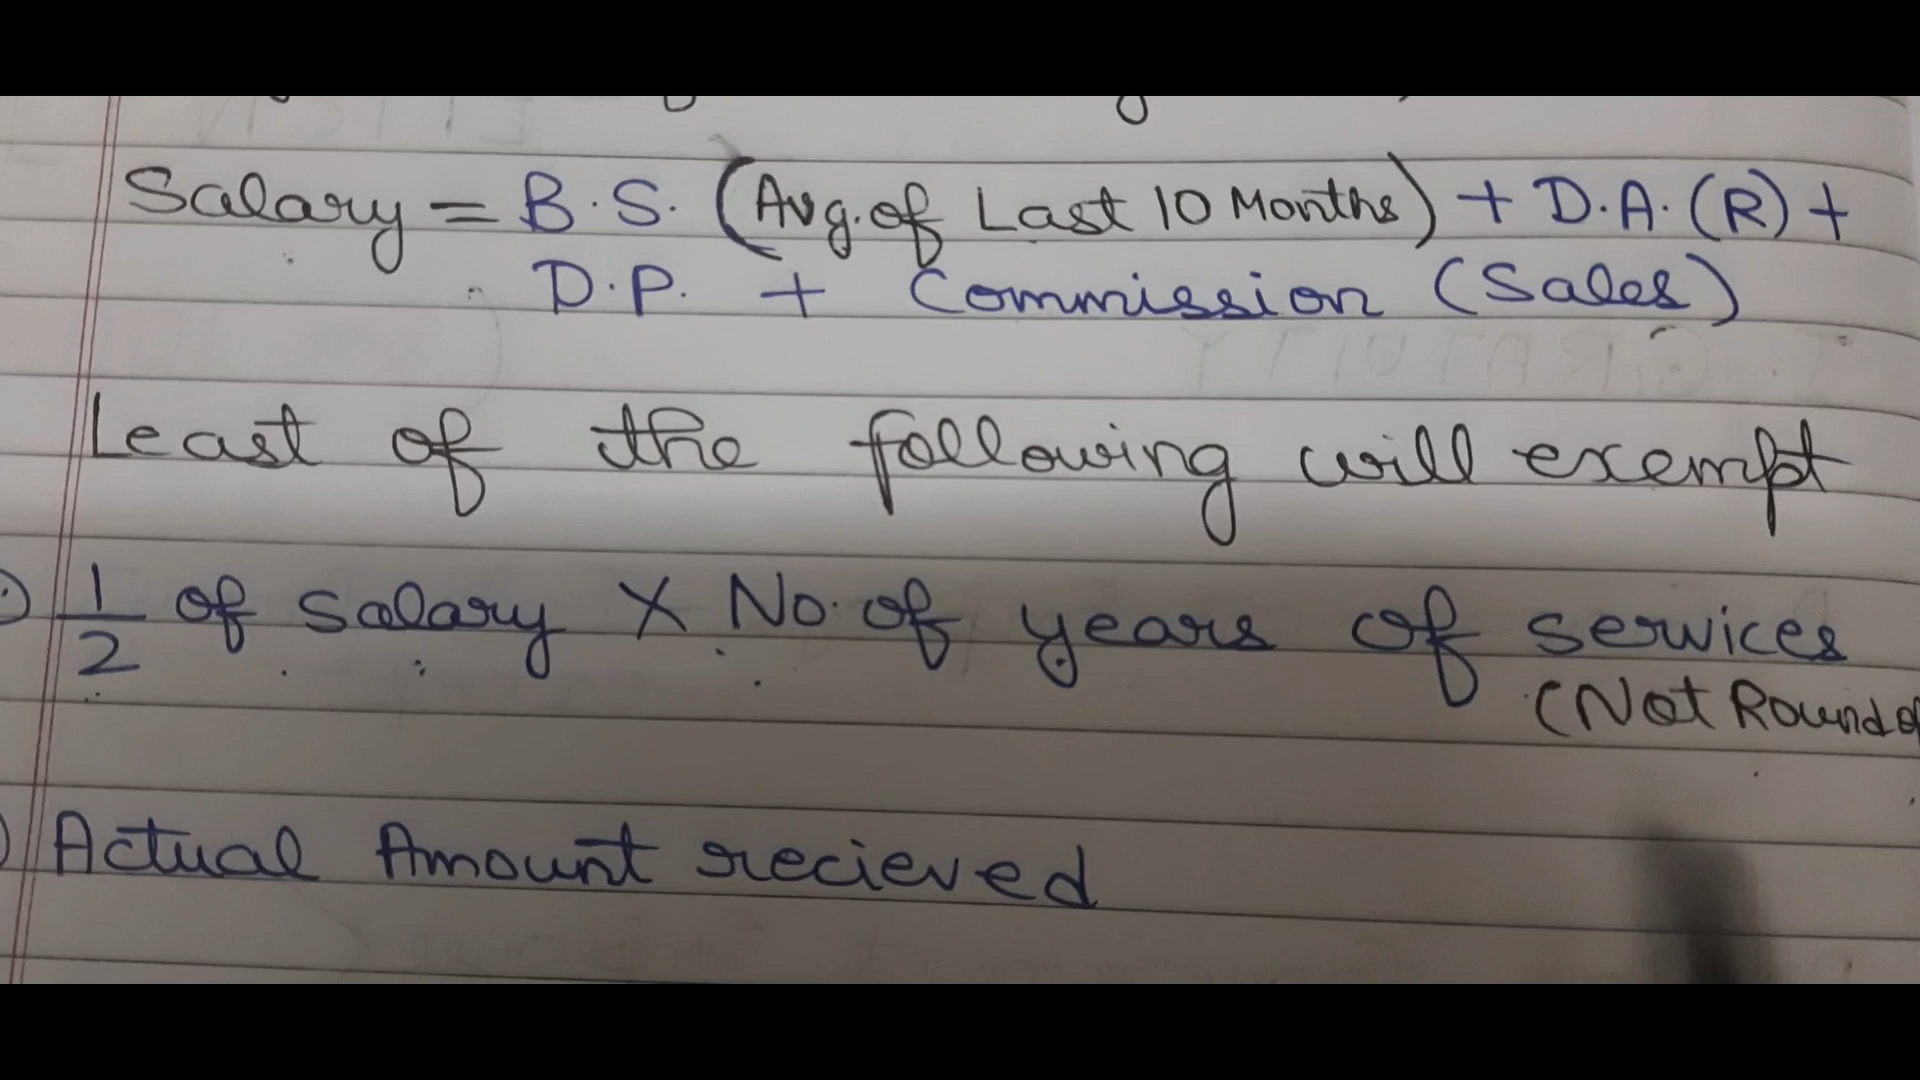 Salary = B.S. (Avg. of Last 10 Months) + D.A. (R) +
D.P. + Commission (Sales)
Least of the following will exempt
1/2 of Salary X No. of years of services
(Not Round of
Actual Amount recieved